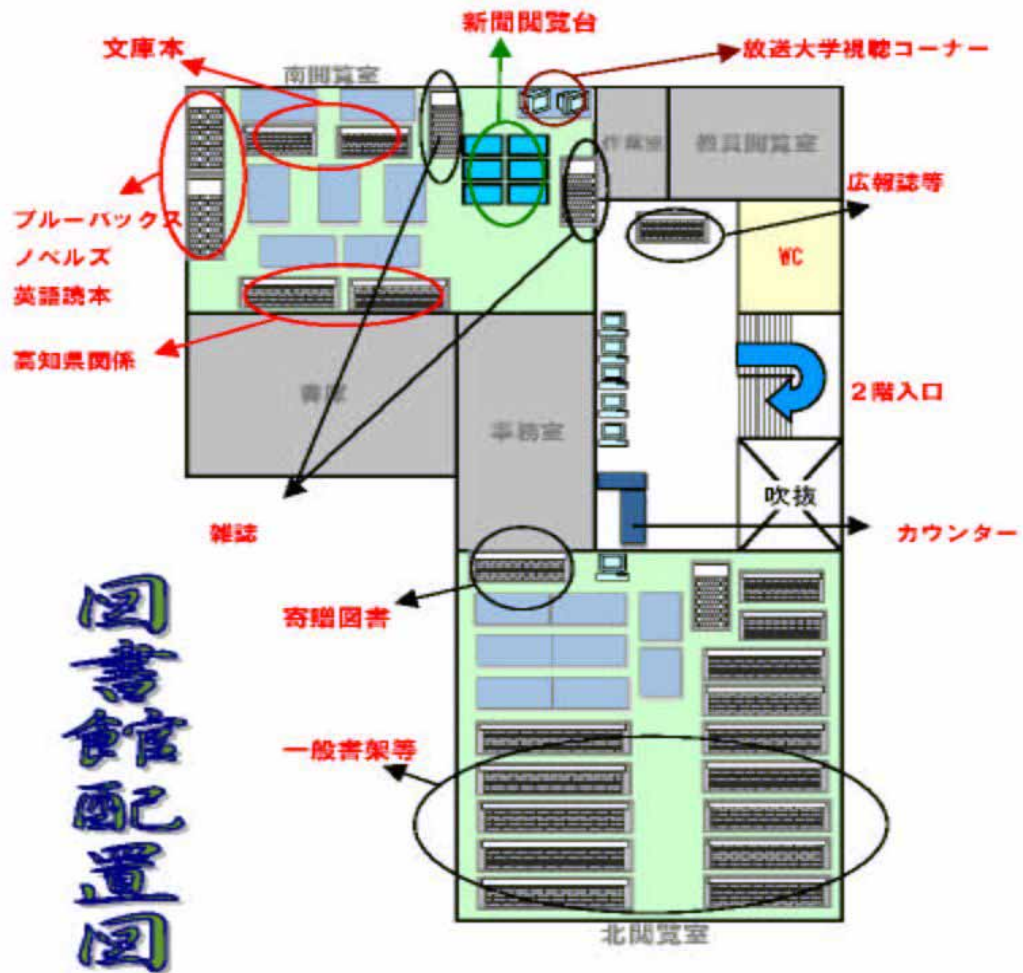 新聞閲覧台
文庫本
放送大学視聴コーナー
南閲覧室
作業室
教員閲覧室
広報誌等
ブルーバックス
ノベルズ
英語読本
WC
高知県関係
書庫
2階入口
事務室
吹抜
雑誌
カウンター
寄贈図書
一般書架等
北閲覧室
図書館配置図